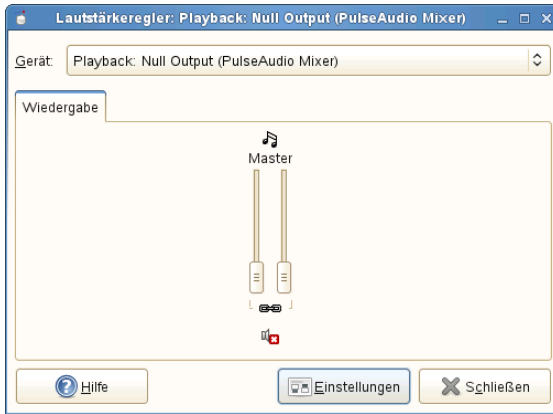 Lautstärkeregler: Playback: Null Output (PulseAudio Mixer)
Gerät: Playback: Null Output (PulseAudio Mixer)
Wiedergabe
Master
Hilfe Einstellungen Schließen